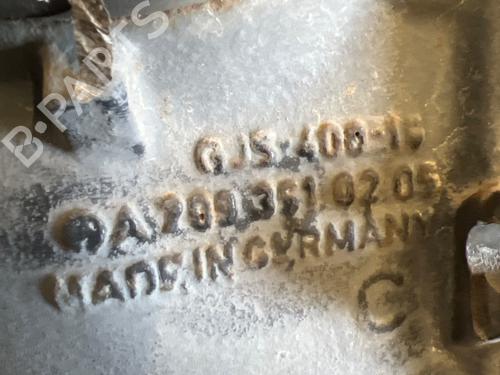 B·PARTS
GJS-400-15
A 209 351 02 05
MADE IN GERMANY
C